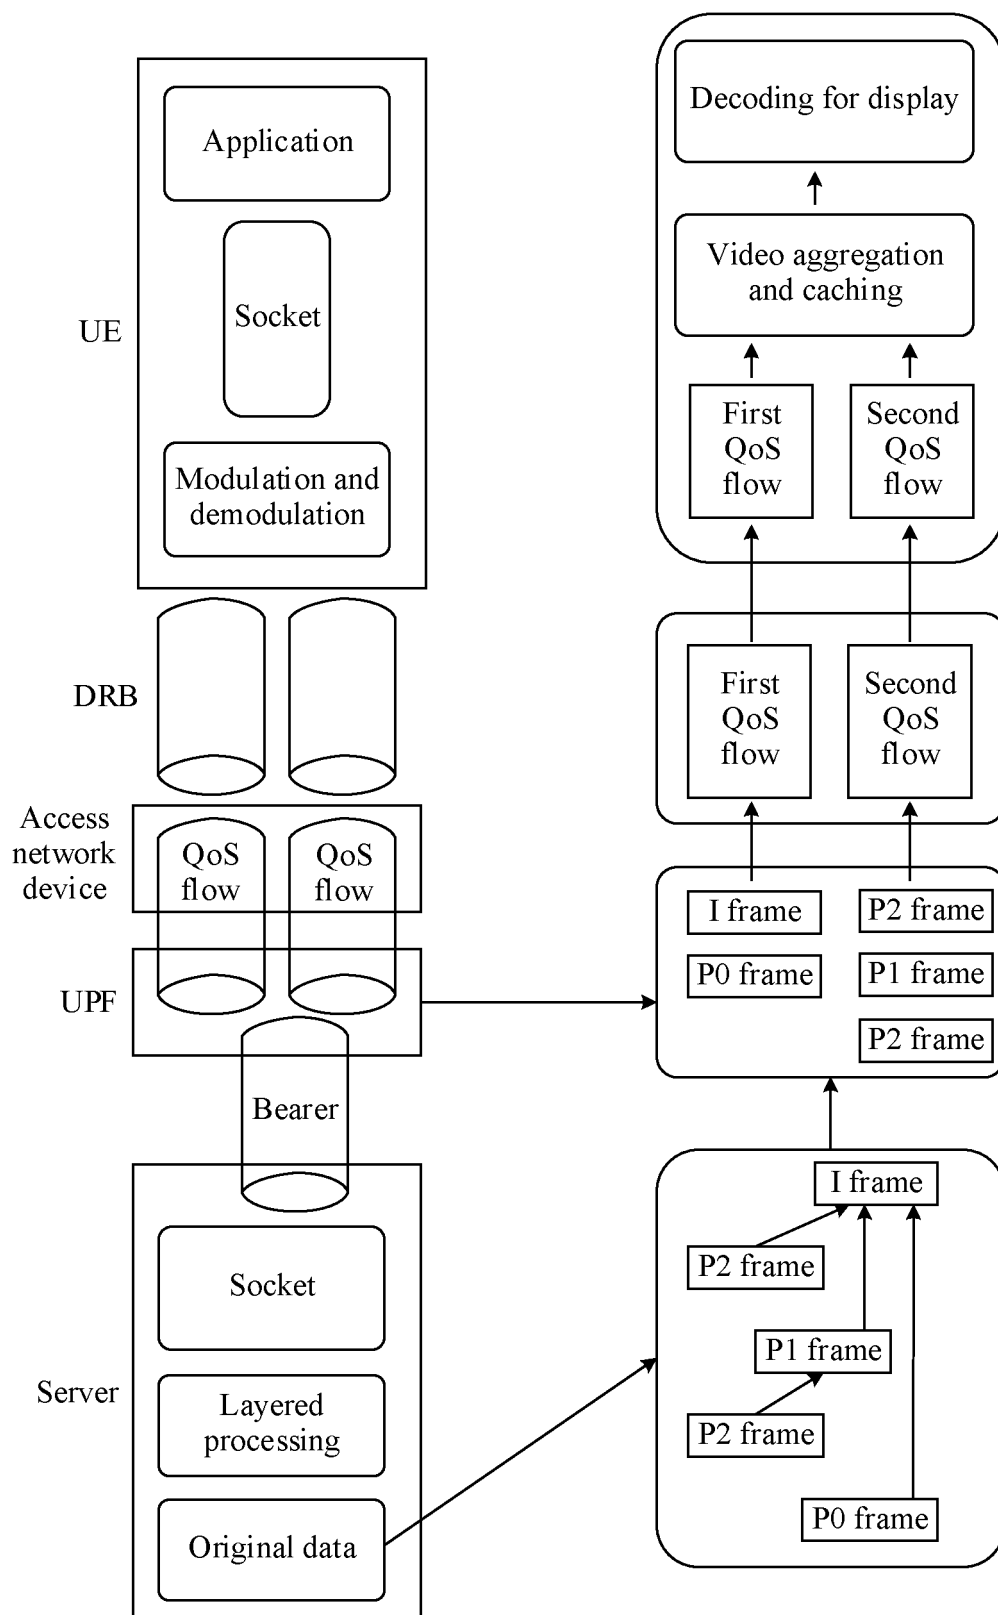 Application
Socket
UE
Modulation and
demodulation
DRB
Access
network
device
QoS
flow
QoS
flow
UPF
Bearer
Server
Socket
Layered
processing
Original data
Decoding for display
Video aggregation
and caching
First
QoS
flow
Second
QoS
flow
First
QoS
flow
Second
QoS
flow
I frame
P2 frame
P0 frame
P1 frame
P2 frame
I frame
P2 frame
P1 frame
P2 frame
P0 frame